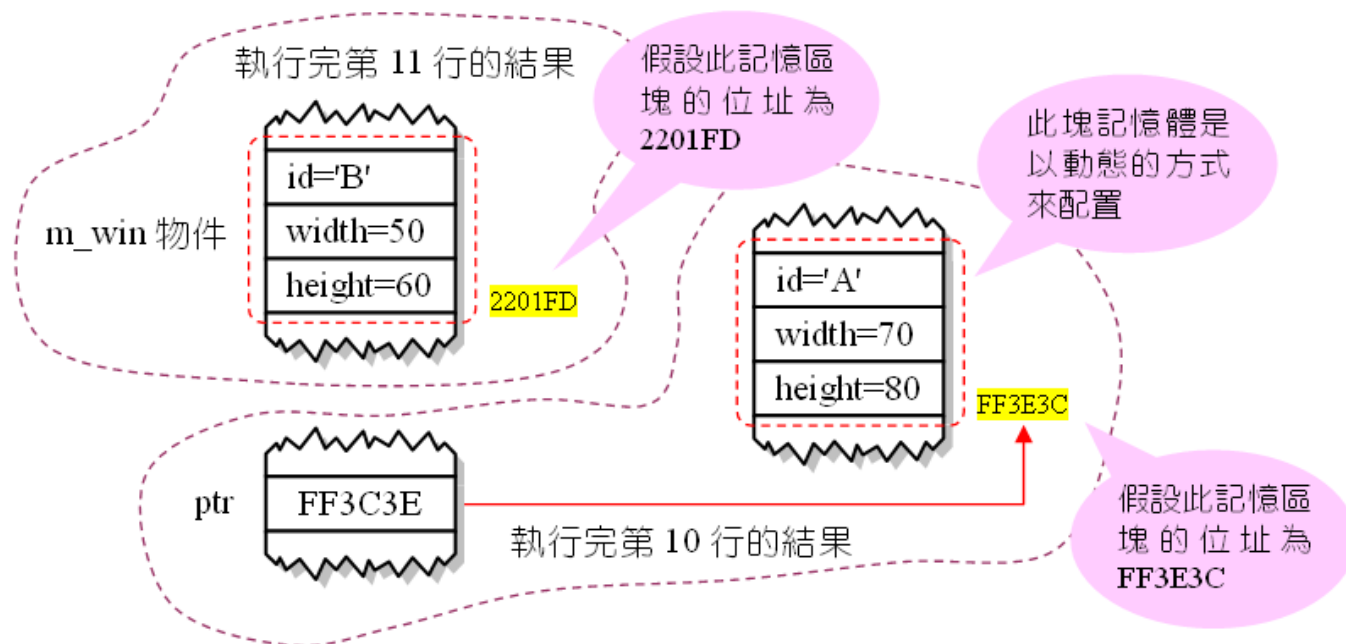 執行完第 11 行的結果
假設此記憶區
塊的位址為
2201FD
此塊記憶體是
以動態的方式
來配置
m_win 物件
id='B'
width=50
height=60
2201FD
id='A'
width=70
height=80
FF3E3C
ptr
FF3C3E
執行完第 10 行的結果
假設此記憶區
塊的位址為
FF3E3C